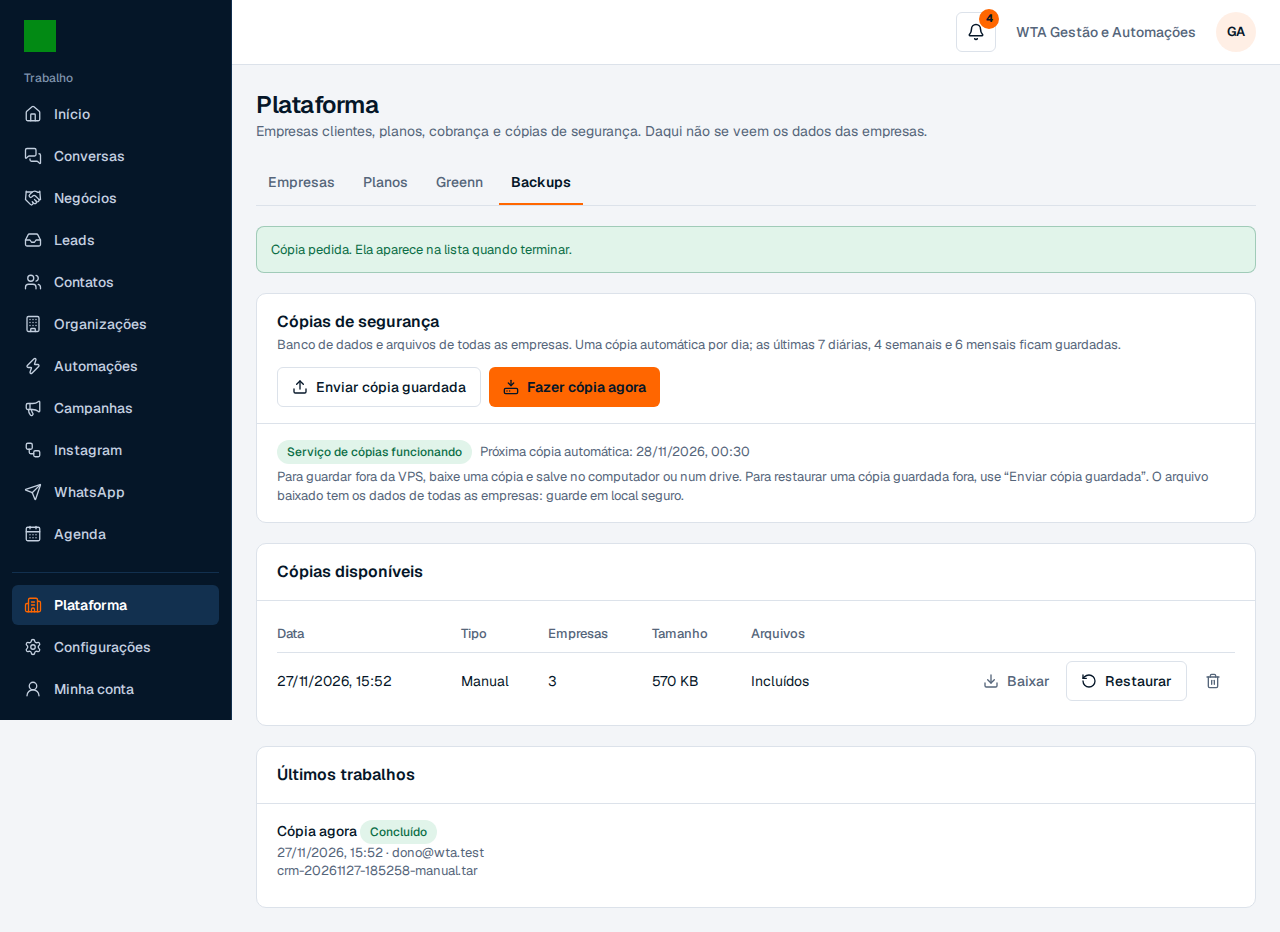 4
WTA Gestão e Automações
GA
Trabalho
Início
Conversas
Negócios
Leads
Contatos
Organizações
Automações
Campanhas
Instagram
WhatsApp
Agenda
Plataforma
Configurações
Minha conta
Plataforma
Empresas clientes, planos, cobrança e cópias de segurança. Daqui não se veem os dados das empresas.
Empresas Planos Greenn Backups
Cópia pedida. Ela aparece na lista quando terminar.
Cópias de segurança
Banco de dados e arquivos de todas as empresas. Uma cópia automática por dia; as últimas 7 diárias, 4 semanais e 6 mensais ficam guardadas.
Enviar cópia guardada Fazer cópia agora
Serviço de cópias funcionando Próxima cópia automática: 28/11/2026, 00:30
Para guardar fora da VPS, baixe uma cópia e salve no computador ou num drive. Para restaurar uma cópia guardada fora, use “Enviar cópia guardada”. O arquivo
baixado tem os dados de todas as empresas: guarde em local seguro.
Cópias disponíveis
Data Tipo Empresas Tamanho Arquivos
27/11/2026, 15:52 Manual 3 570 KB Incluídos Baixar Restaurar
Últimos trabalhos
Cópia agora Concluído
27/11/2026, 15:52 · dono@wta.test
crm-20261127-185258-manual.tar